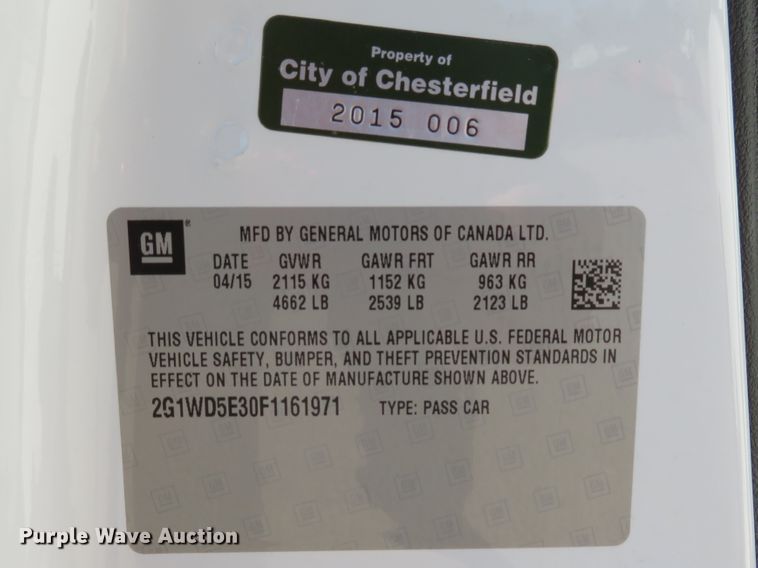 Property of
City of Chesterfield
2015 006
GM ®
MFD BY GENERAL MOTORS OF CANADA LTD.
DATE GVWR GAWR FRT GAWR RR
04/15 2115 KG 1152 KG 963 KG
4662 LB 2539 LB 2123 LB
THIS VEHICLE CONFORMS TO ALL APPLICABLE U.S. FEDERAL MOTOR
VEHICLE SAFETY, BUMPER, AND THEFT PREVENTION STANDARDS IN
EFFECT ON THE DATE OF MANUFACTURE SHOWN ABOVE.
2G1WD5E30F1161971 TYPE: PASS CAR
Purple Wave Auction